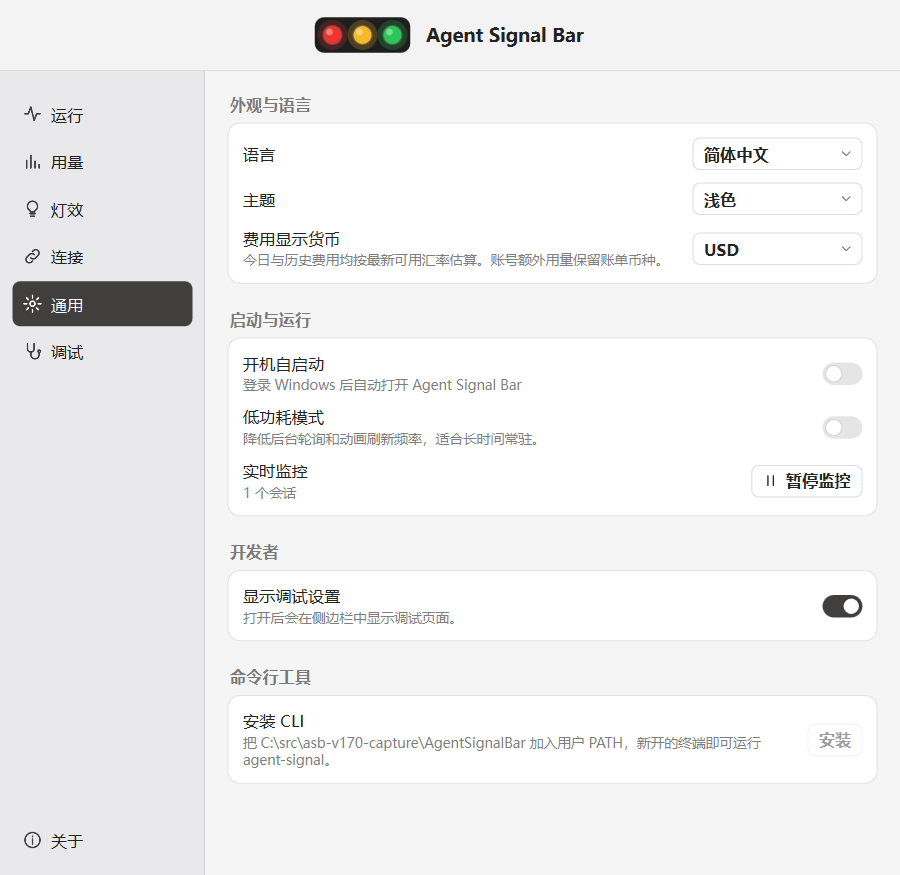 Agent Signal Bar
运行
用量
灯效
连接
通用
调试
关于
外观与语言
语言
简体中文
主题
浅色
费用显示货币
今日与历史费用均按最新可用汇率估算。账号额外用量保留账单币种。
USD
启动与运行
开机自启动
登录 Windows 后自动打开 Agent Signal Bar
低功耗模式
降低后台轮询和动画刷新频率，适合长时间常驻。
实时监控
1 个会话
暂停监控
开发者
显示调试设置
打开后会在侧边栏中显示调试页面。
命令行工具
安装 CLI
把 C:\src\asb-v170-capture\AgentSignalBar 加入用户 PATH，新开的终端即可运行
agent-signal。
安装